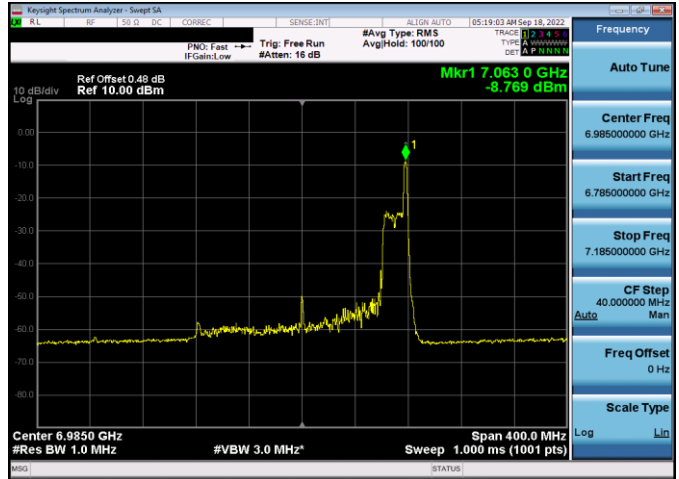 Keysight Spectrum Analyzer - Swept SA
RL RF 50 Ω DC CORREC SENSE:INT ALIGN AUTO 05:19:03 AM Sep 18, 2022
PNO: Fast
IFGain:Low
Trig: Free Run
#Atten: 16 dB
#Avg Type: RMS
Avg|Hold: 100/100
TRACE 1 2 3 4 5 6
TYPE A WWWWW
DET A P N N N N
Ref Offset 0.48 dB
10 dB/div Ref 10.00 dBm
Log
Mkr1 7.063 0 GHz
-8.769 dBm
1
0.00
-10.0
-20.0
-30.0
-40.0
-50.0
-60.0
-70.0
-80.0
Center 6.9850 GHz
#Res BW 1.0 MHz
#VBW 3.0 MHz*
Span 400.0 MHz
Sweep 1.000 ms (1001 pts)
MSG
STATUS
Frequency
Auto Tune
Center Freq
6.985000000 GHz
Start Freq
6.785000000 GHz
Stop Freq
7.185000000 GHz
CF Step
40.000000 MHz
Auto Man
Freq Offset
0 Hz
Scale Type
Log Lin